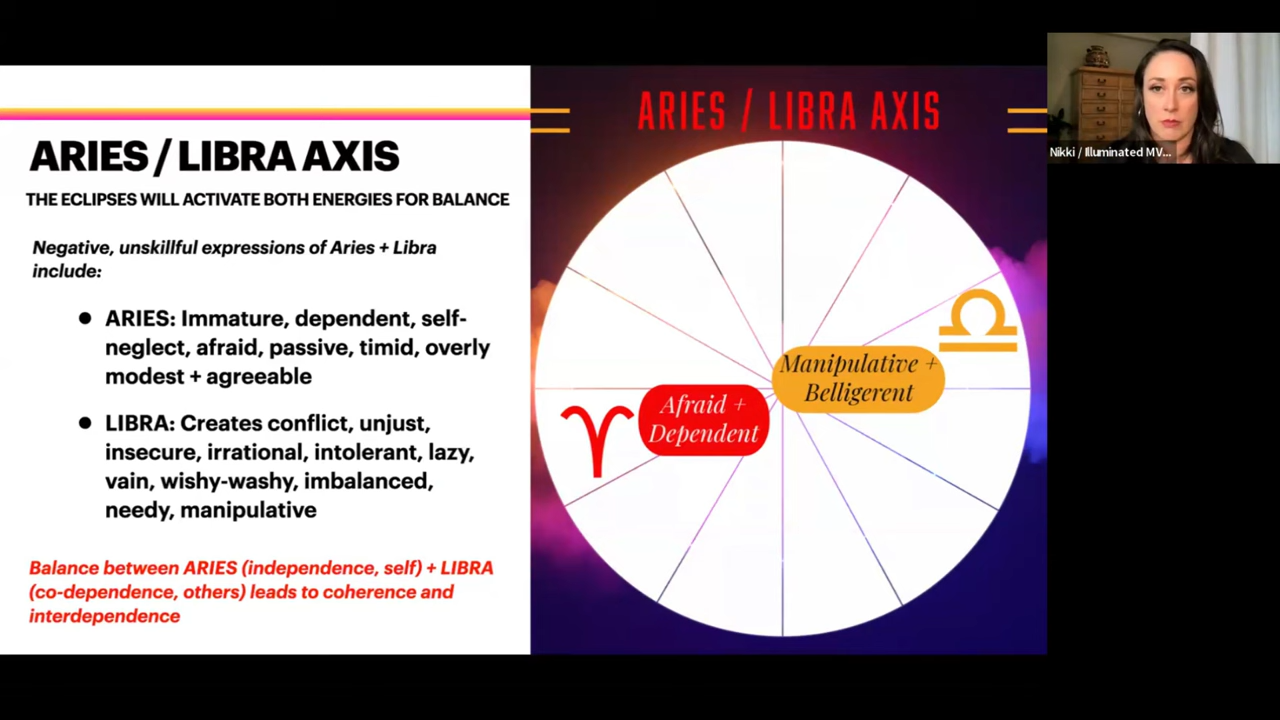 ARIES / LIBRA AXIS
THE ECLIPSES WILL ACTIVATE BOTH ENERGIES FOR BALANCE
Negative, unskillful expressions of Aries + Libra
include:
● ARIES: Immature, dependent, self-
neglect, afraid, passive, timid, overly
modest + agreeable
● LIBRA: Creates conflict, unjust,
insecure, irrational, intolerant, lazy,
vain, wishy-washy, imbalanced,
needy, manipulative
Balance between ARIES (independence, self) + LIBRA
(co-dependence, others) leads to coherence and
interdependence
ARIES / LIBRA AXIS
Manipulative +
Belligerent
Afraid +
Dependent
Nikki / Illuminated MV...